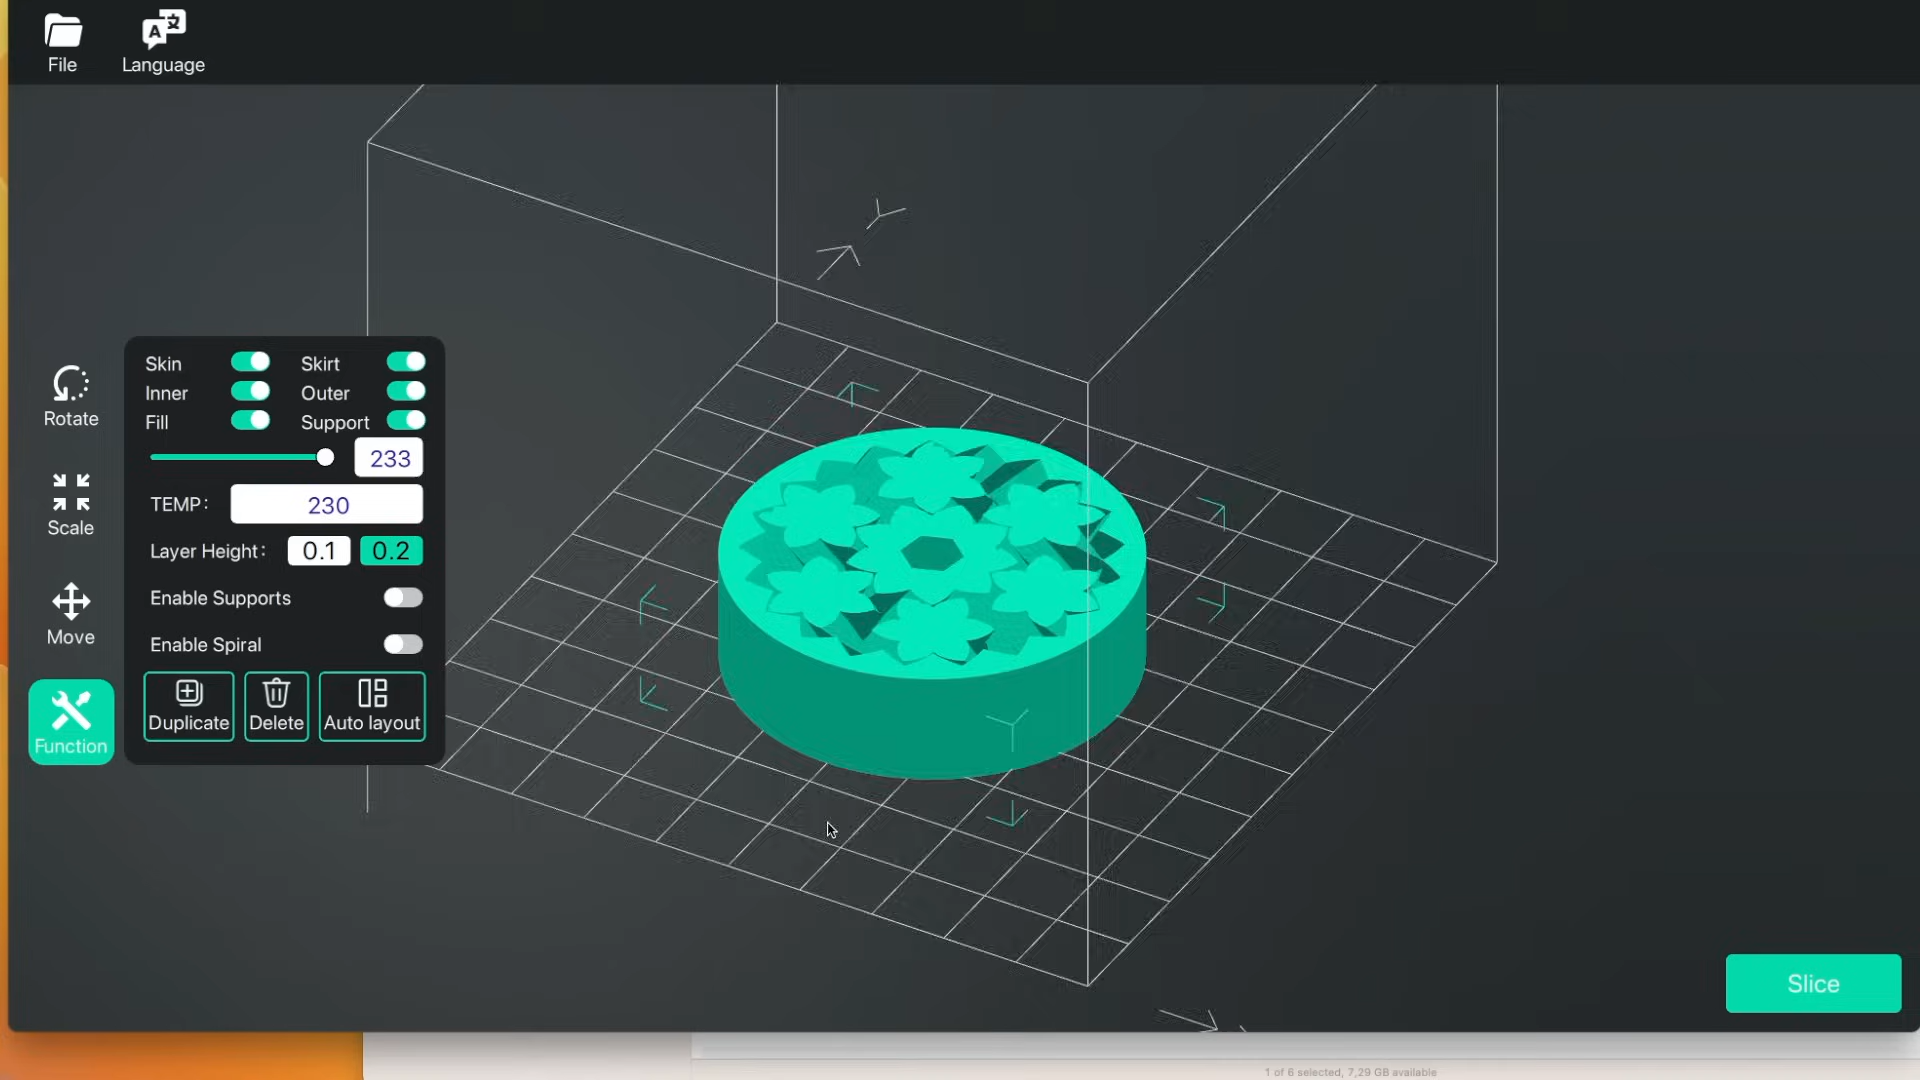 File
Language
Rotate
Scale
Move
Function
Skin
Skirt
Inner
Outer
Fill
Support
233
TEMP:
230
Layer Height:
0.1
0.2
Enable Supports
Enable Spiral
Duplicate
Delete
Auto layout
Slice
1 of 6 selected, 7,29 GB available